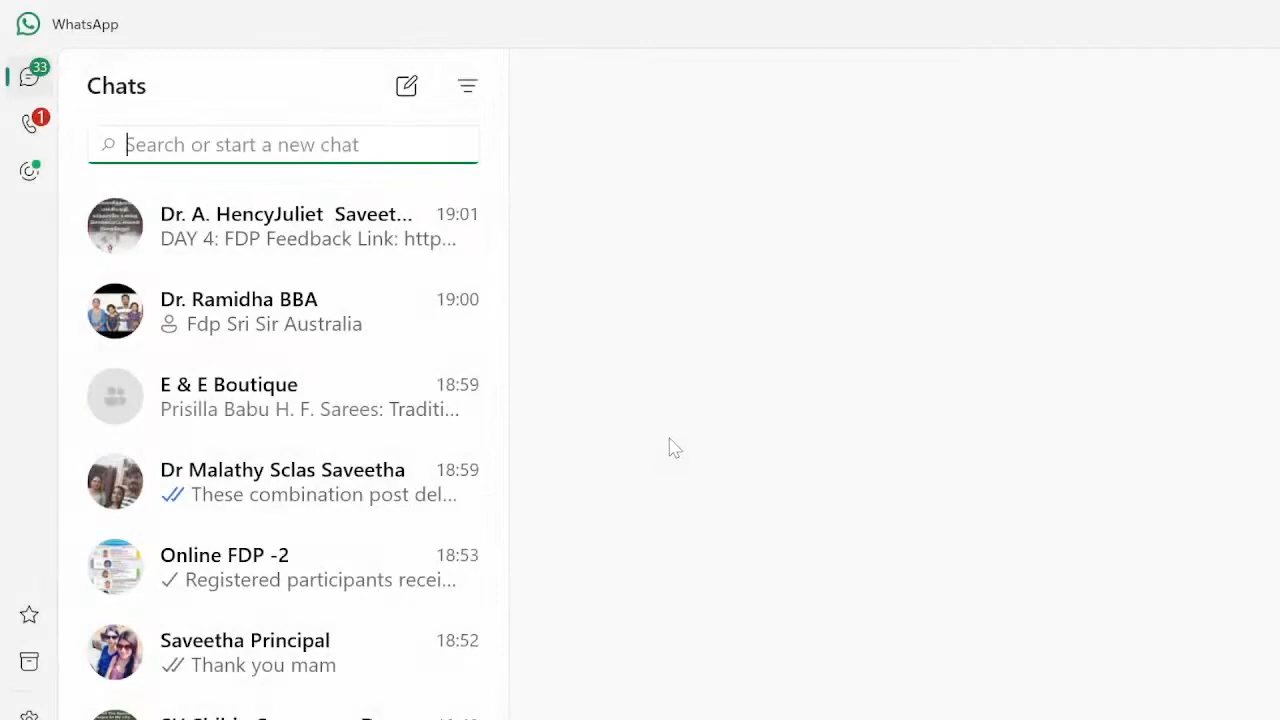 WhatsApp
33
Chats
1
Search or start a new chat
Dr. A. HencyJuliet Saveet... 19:01
DAY 4: FDP Feedback Link: http...
Dr. Ramidha BBA 19:00
Fdp Sri Sir Australia
E & E Boutique 18:59
Prisilla Babu H. F. Sarees: Traditi...
Dr Malathy Sclas Saveetha 18:59
These combination post del...
Online FDP -2 18:53
Registered participants recei...
Saveetha Principal 18:52
Thank you mam